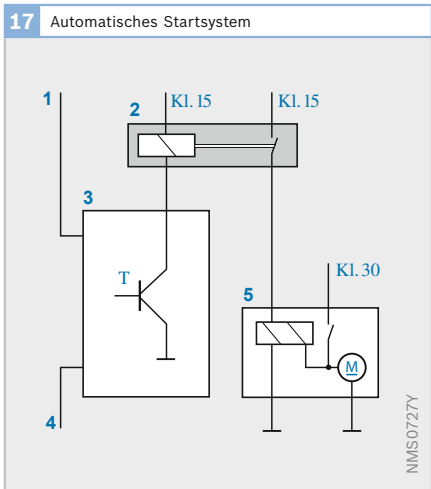 17 Automatisches Startsystem
1
2
Kl. 15
Kl. 15
3
T
Kl. 30
5
M
4
NMS0727Y